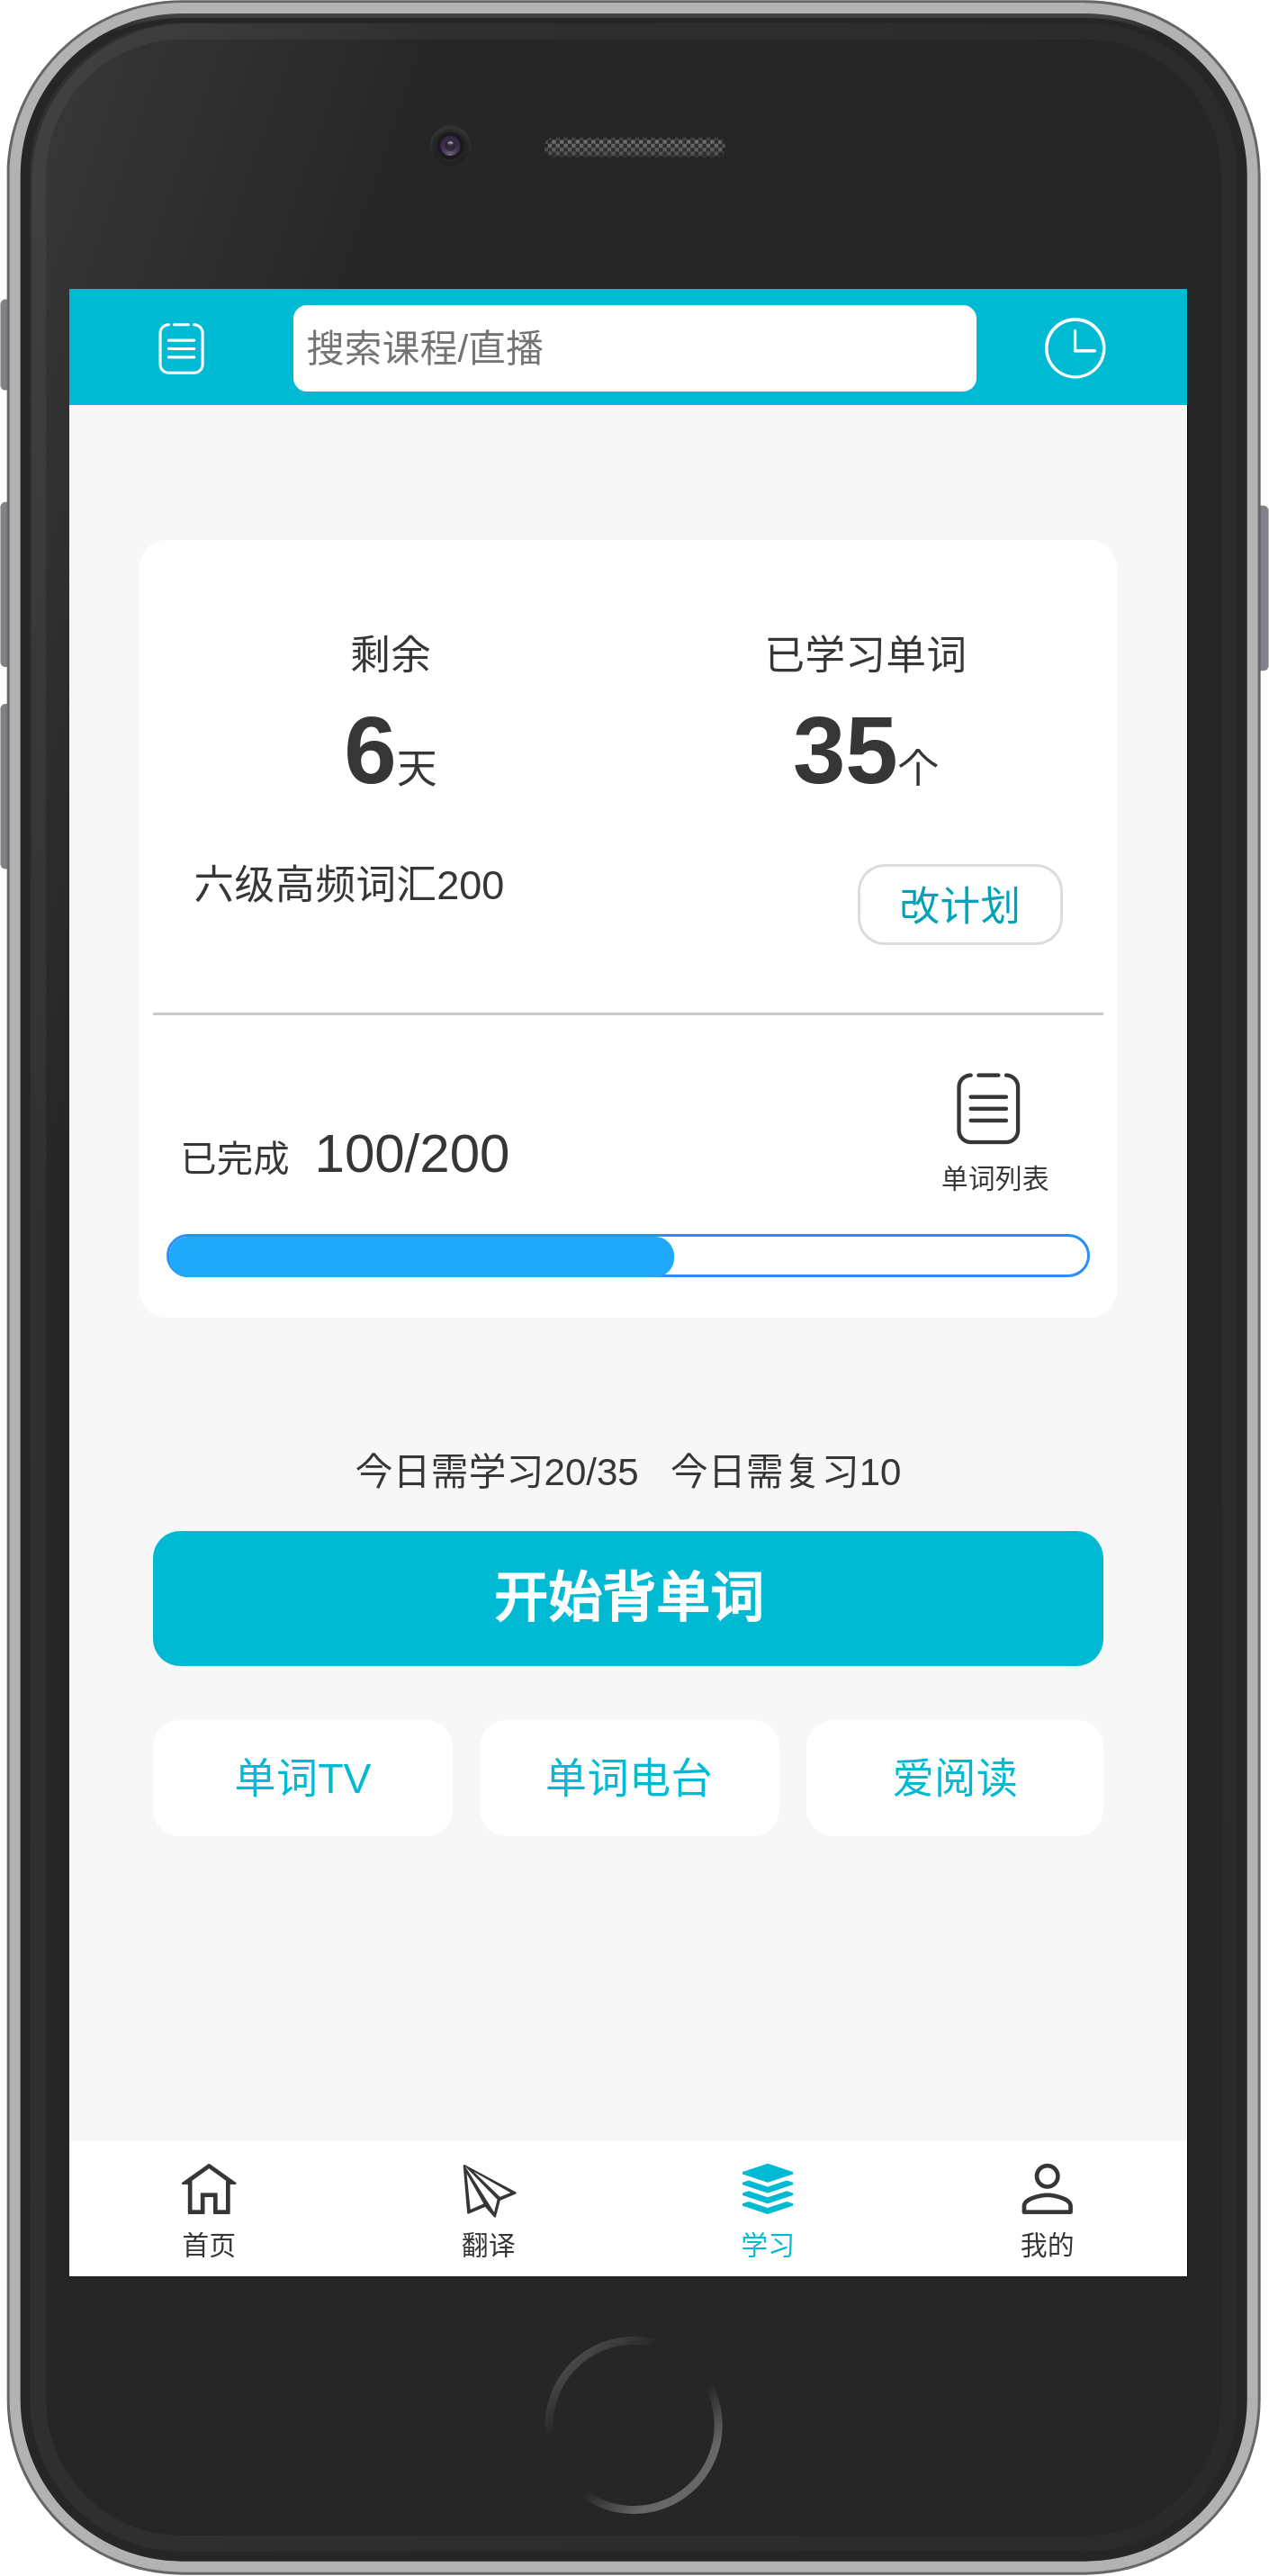 搜索课程/直播
剩余
已学习单词
6天
35个
六级高频词汇200
改计划
已完成 100/200
单词列表
今日需学习20/35 今日需复习10
开始背单词
单词TV
单词电台
爱阅读
首页
翻译
学习
我的